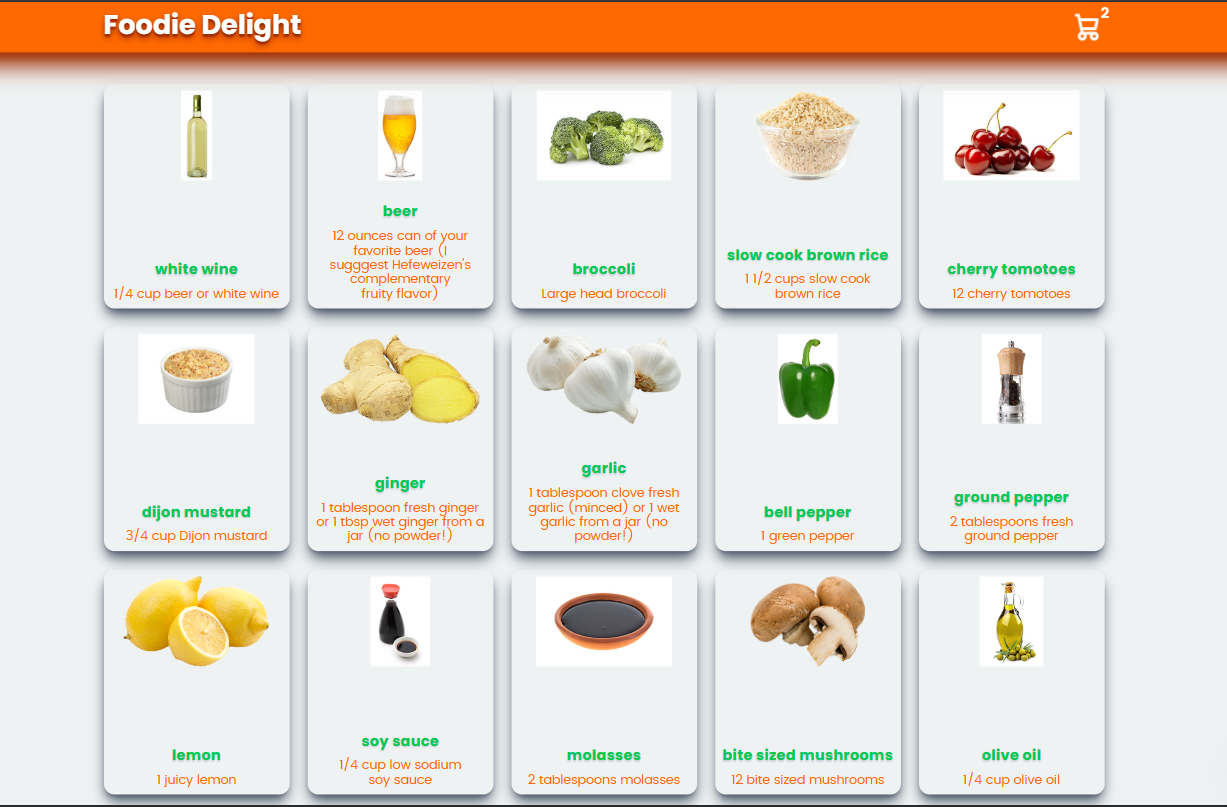 Foodie Delight
2
white wine
1/4 cup beer or white wine
beer
12 ounces can of your
favorite beer (I
sugggest Hefeweizen's
complementary
fruity flavor)
broccoli
Large head broccoli
slow cook brown rice
1 1/2 cups slow cook
brown rice
cherry tomotoes
12 cherry tomotoes
dijon mustard
3/4 cup Dijon mustard
ginger
1 tablespoon fresh ginger
or 1 tbsp wet ginger from a
jar (no powder!)
garlic
1 tablespoon clove fresh
garlic (minced) or 1 wet
garlic from a jar (no
powder!)
bell pepper
1 green pepper
ground pepper
2 tablespoons fresh
ground pepper
lemon
1 juicy lemon
soy sauce
1/4 cup low sodium
soy sauce
molasses
2 tablespoons molasses
bite sized mushrooms
12 bite sized mushrooms
olive oil
1/4 cup olive oil